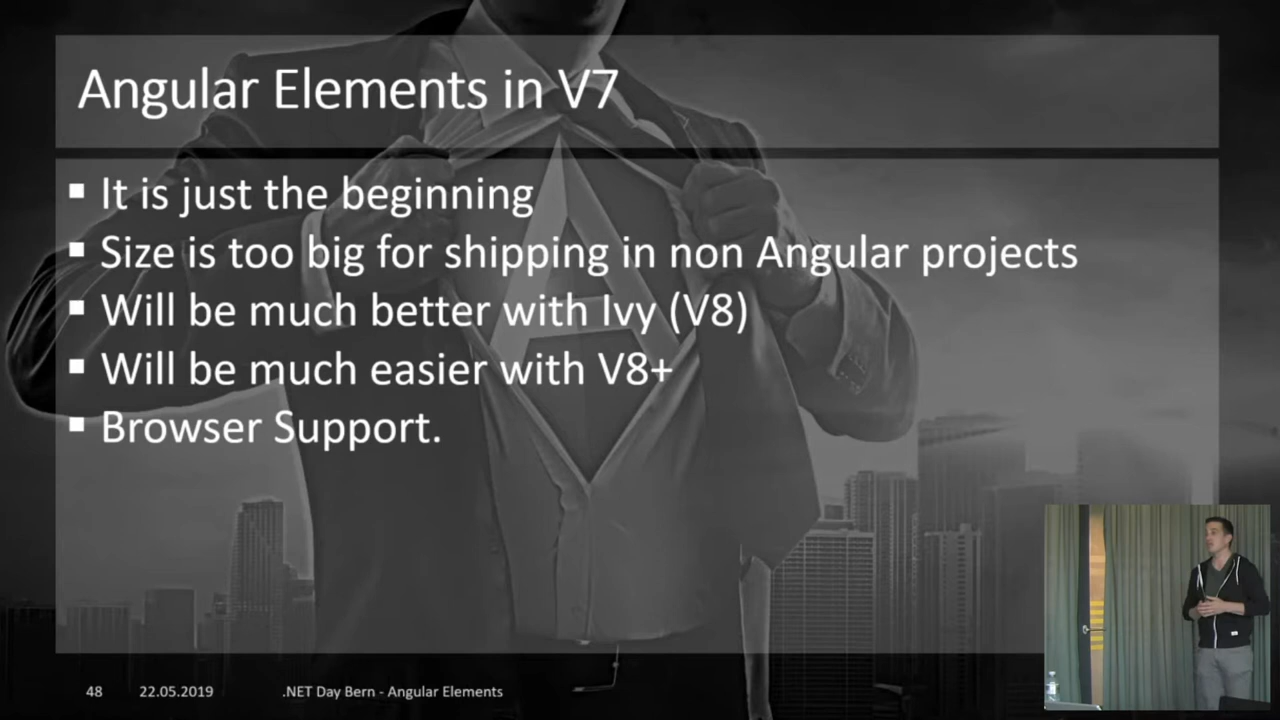 Angular Elements in V7
▪ It is just the beginning
▪ Size is too big for shipping in non Angular projects
▪ Will be much better with Ivy (V8)
▪ Will be much easier with V8+
▪ Browser Support.
48 22.05.2019 .NET Day Bern - Angular Elements